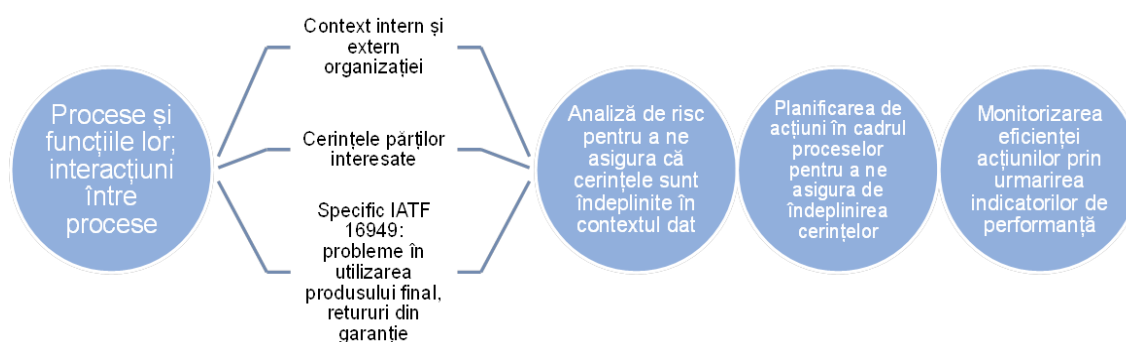 Procese și
funcțiile lor;
interacțiuni
între
procese
Context intern și
extern
organizației
Cerințele părților
interesate
Specific IATF
16949:
probleme în
utilizarea
produsului final,
retururi din
garanție
Analiză de risc
pentru a ne
asigura că
cerințele sunt
îndeplinite în
contextul dat
Planificarea de
acțiuni în cadrul
proceselor
pentru a ne
asigura de
îndeplinirea
cerințelor
Monitorizarea
eficienței
acțiunilor prin
urmarirea
indicatorilor de
performanță